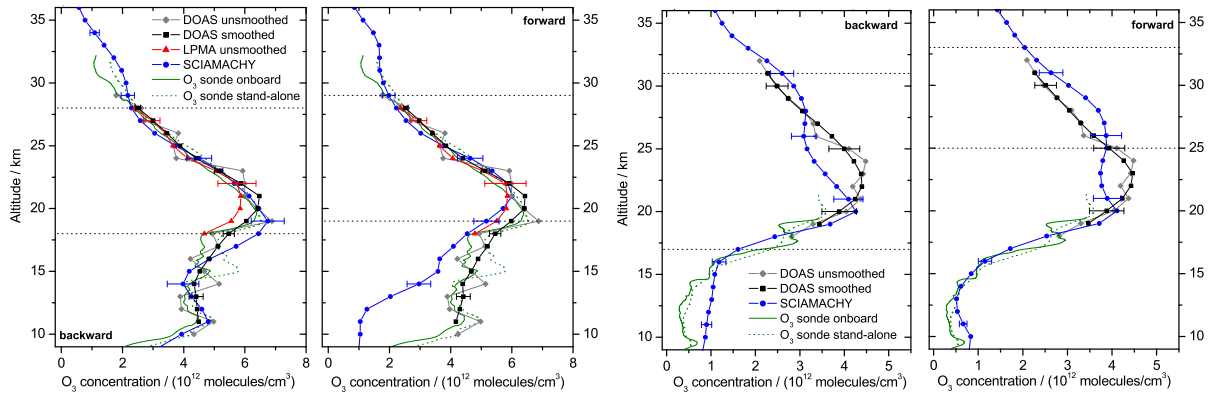 35
30
25
20
15
10
Altitude / km
DOAS unsmoothed
DOAS smoothed
LPMA unsmoothed
SCIAMACHY
O3 sonde onboard
O3 sonde stand-alone
backward
0 2 4 6 8
O3 concentration / (10^12 molecules/cm^3)
forward
35
30
25
20
15
10
0 2 4 6 8
O3 concentration / (10^12 molecules/cm^3)
35
30
25
20
15
10
Altitude / km
backward
DOAS unsmoothed
DOAS smoothed
SCIAMACHY
O3 sonde onboard
O3 sonde stand-alone
0 1 2 3 4 5
O3 concentration / (10^12 molecules/cm^3)
forward
35
30
25
20
15
10
0 1 2 3 4 5
O3 concentration / (10^12 molecules/cm^3)